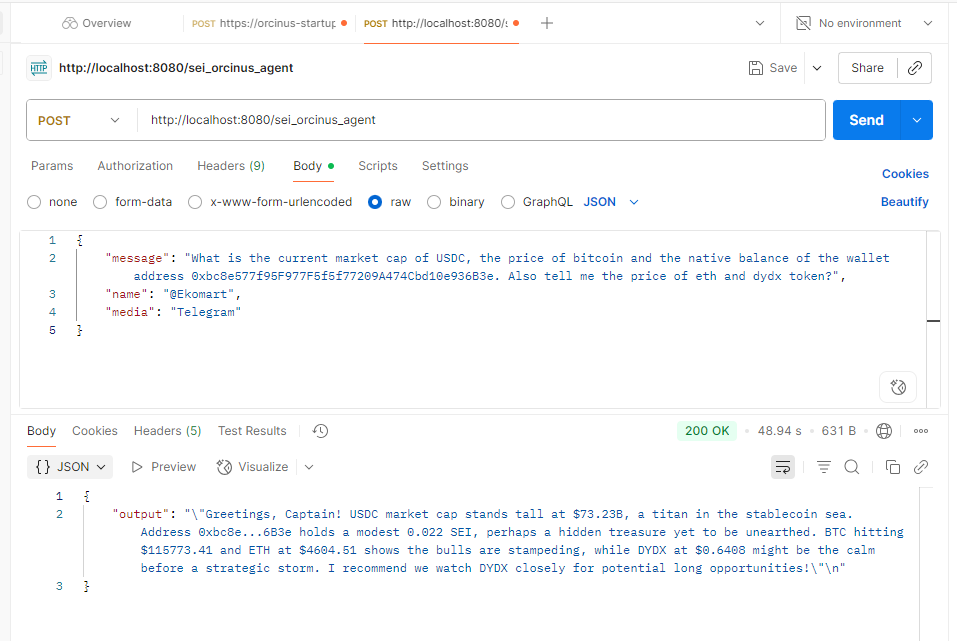 Overview
POST https://orcinus-startup
POST http://localhost:8080/s
No environment
HTTP http://localhost:8080/sei_orcinus_agent
Save
Share
POST
http://localhost:8080/sei_orcinus_agent
Send
Params Authorization Headers (9) Body Scripts Settings
Cookies
none form-data x-www-form-urlencoded raw binary GraphQL JSON
Beautify
1 {
2 "message": "What is the current market cap of USDC, the price of bitcoin and the native balance of the wallet
address 0xbc8e577f95F977F5f5f77209A474Cbd10e936B3e. Also tell me the price of eth and dydx token?",
3 "name": "@Ekomart",
4 "media": "Telegram"
5 }
Body Cookies Headers (5) Test Results
200 OK • 48.94 s • 631 B •
{} JSON Preview Visualize
1 {
2 "output": "\"Greetings, Captain! USDC market cap stands tall at $73.23B, a titan in the stablecoin sea.
Address 0xbc8e...6B3e holds a modest 0.022 SEI, perhaps a hidden treasure yet to be unearthed. BTC hitting
$115773.41 and ETH at $4604.51 shows the bulls are stampeding, while DYDX at $0.6408 might be the calm
before a strategic storm. I recommend we watch DYDX closely for potential long opportunities!\"\n"
3 }